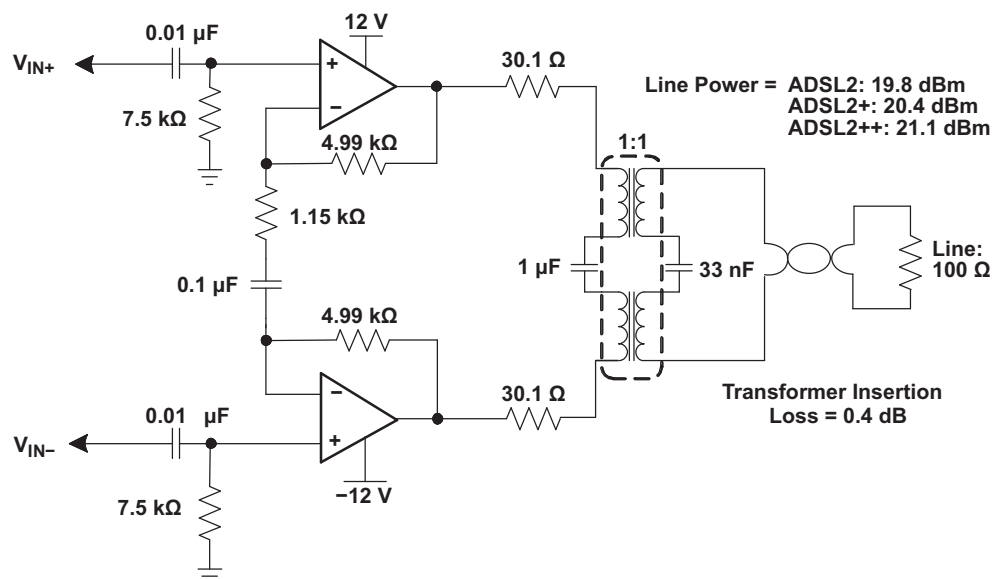 12 V
0.01 µF
V_IN+
+
−
7.5 kΩ
30.1 Ω
Line Power = ADSL2: 19.8 dBm
ADSL2+: 20.4 dBm
ADSL2++: 21.1 dBm
4.99 kΩ
1:1
1.15 kΩ
0.1 µF
1 µF
33 nF
Line:
100 Ω
4.99 kΩ
−
+
30.1 Ω
Transformer Insertion
Loss = 0.4 dB
0.01 µF
V_IN−
−12 V
7.5 kΩ